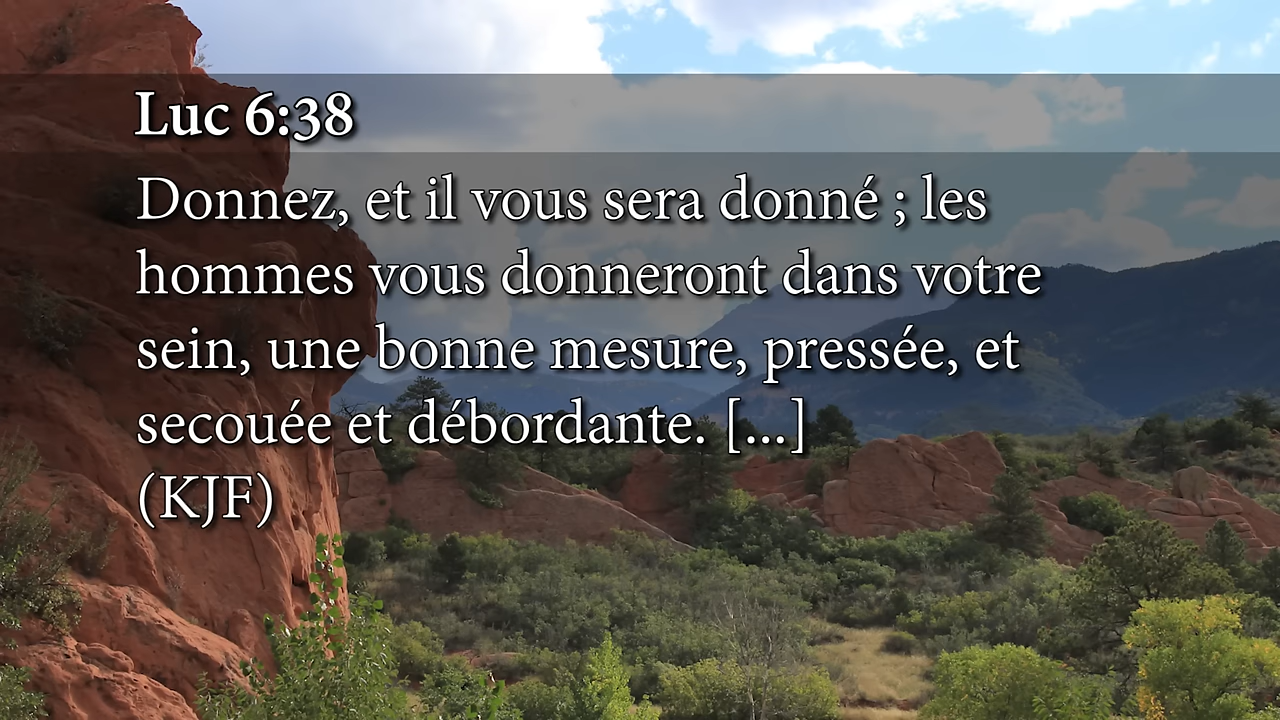 Luc 6:38
Donnez, et il vous sera donné ; les
hommes vous donneront dans votre
sein, une bonne mesure, pressée, et
secouée et débordante. [...]
(KJF)